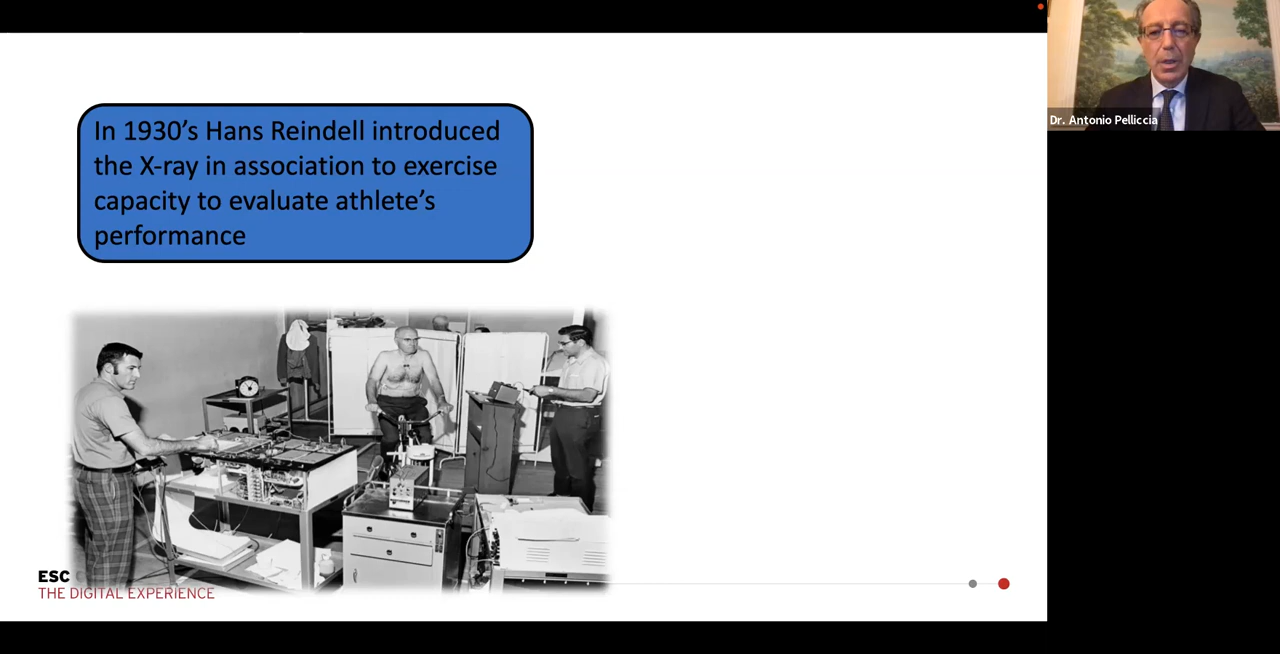 In 1930’s Hans Reindell introduced
the X-ray in association to exercise
capacity to evaluate athlete’s
performance
Dr. Antonio Pelliccia
ESC
THE DIGITAL EXPERIENCE